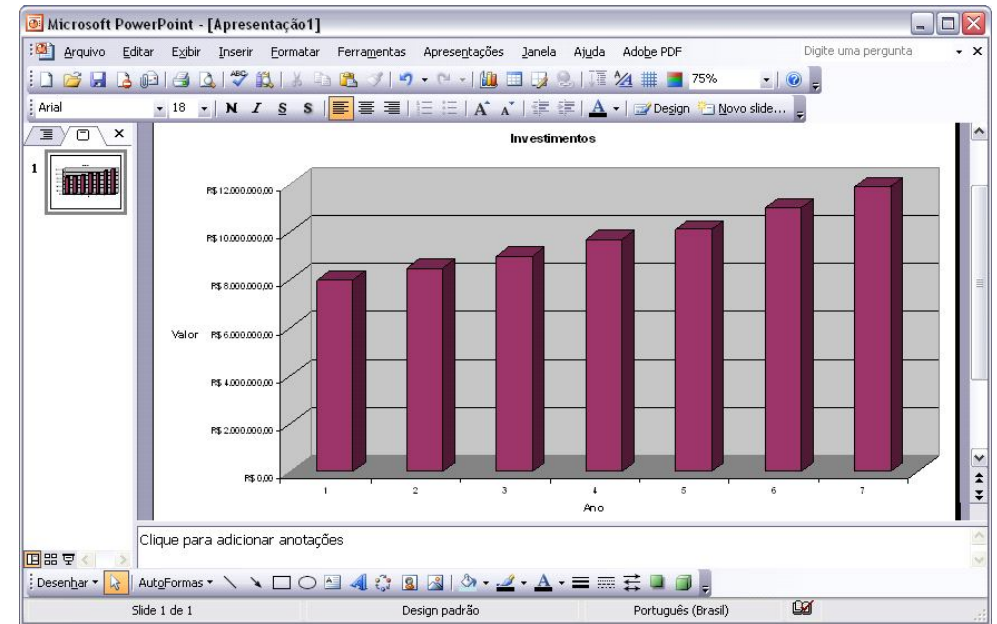 Microsoft PowerPoint - [Apresentação1]
Arquivo Editar Exibir Inserir Formatar Ferramentas Apresentações Janela Ajuda Adobe PDF Digite uma pergunta
75%
Arial 18 N I S S A A A Design Novo slide...
1
Investimentos
R$ 12.000.000,00
R$ 10.000.000,00
R$ 8.000.000,00
Valor R$ 6.000.000,00
R$ 4.000.000,00
R$ 2.000.000,00
R$ 0,00
1 2 3 4 5 6 7
Ano
Clique para adicionar anotações
Desenhar AutoFormas
Slide 1 de 1 Design padrão Português (Brasil)